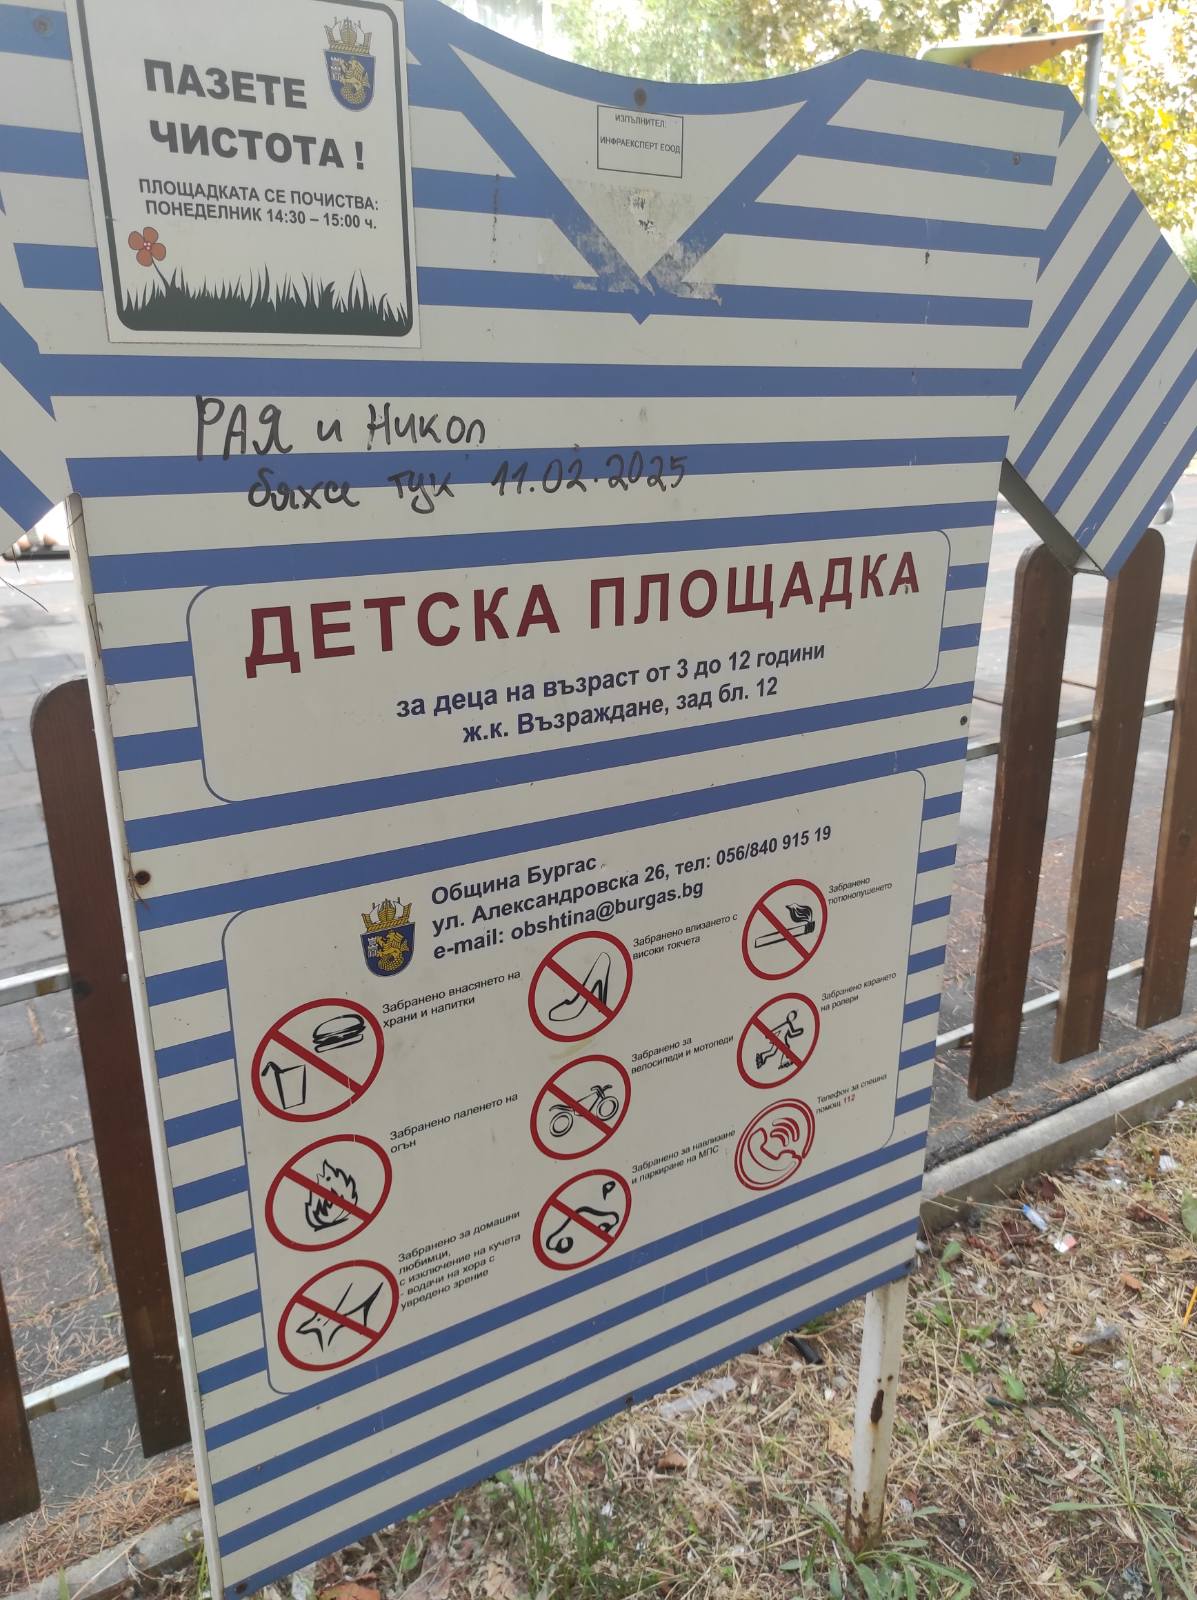 ПАЗЕТЕ
ЧИСТОТА !
ПЛОЩАДКАТА СЕ ПОЧИСТВА:
ПОНЕДЕЛНИК 14:30 – 15:00 ч.
ИЗПЪЛНИТЕЛ:
ИНФРАЕКСПЕРТ ЕООД
РАЯ и Никол
бяха тук 11.02.2025
ДЕТСКА ПЛОЩАДКА
за деца на възраст от 3 до 12 години
ж.к. Възраждане, зад бл. 12
Община Бургас
ул. Александровска 26, тел: 056/840 915 19
e-mail: obshtina@burgas.bg
Забранено внасянето на
храни и напитки
Забранено влизането с
високи токчета
Забранено
тютюнопушенето
Забранено паленето на
огън
Забранено за
велосипеди и мотопеди
Забранено карането
на ролери
Забранено за домашни
любимци,
с изключение на кучета
- водачи на хора с
увредено зрение
Забранено за навлизане
и паркиране на МПС
P
Телефон за спешна
помощ 112